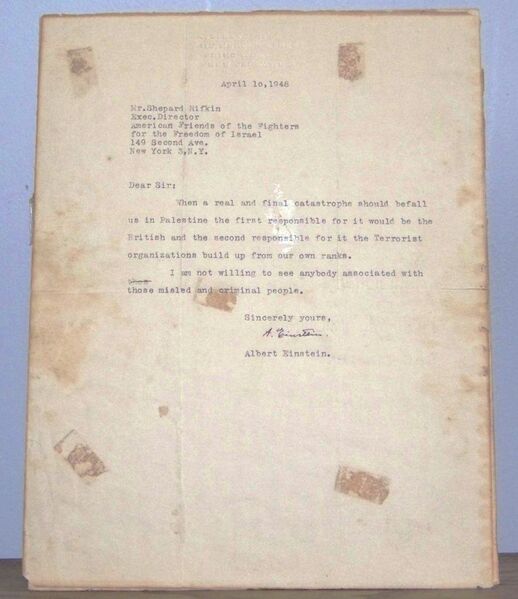 April 1o,1948
Mr.Shepard Rifkin
Exec.Director
American Friends of the Fighters
for the Freedom of Israel
149 Second Ave.
New York 3,N.Y.
Dear Sir:
When a real and final catastrophe should befall
us in Palestine the first responsible for it would be the
British and the second responsible for it the Terrorist
organizations build up from our own ranks.
I am not willing to see anybody associated with
those misled and criminal people.
Sincerely yours,
A. Einstein.
Albert Einstein.